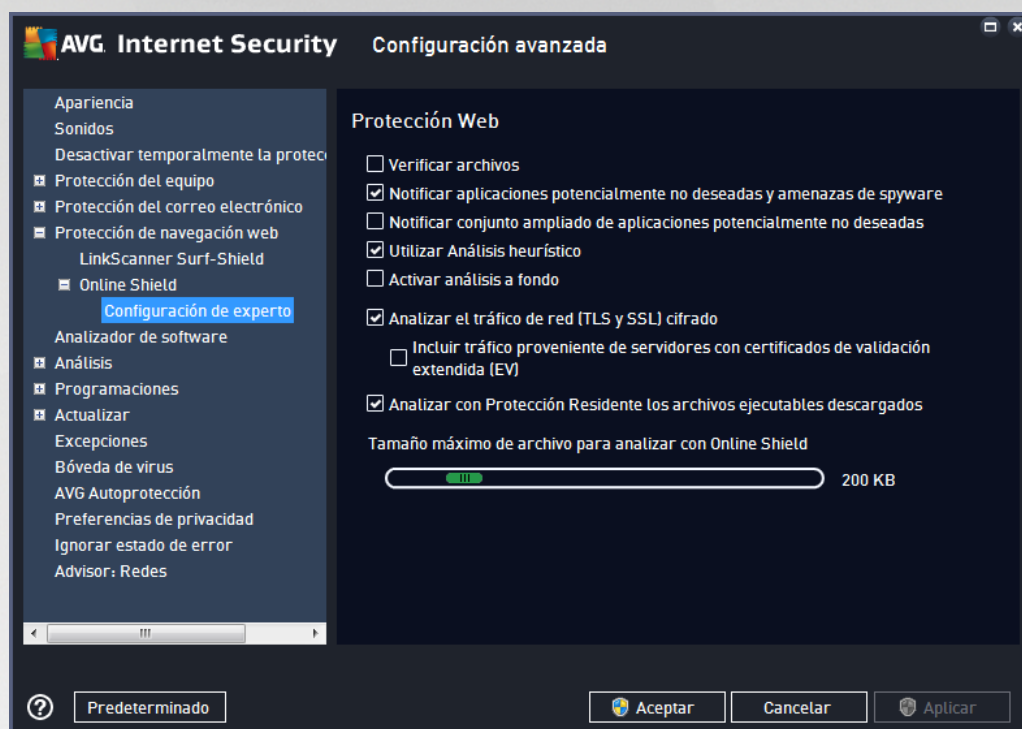 AVG. Internet Security
Configuración avanzada
Apariencia
Sonidos
Desactivar temporalmente la protec
Protección del equipo
Protección del correo electrónico
Protección de navegación web
LinkScanner Surf-Shield
Online Shield
Configuración de experto
Analizador de software
Análisis
Programaciones
Actualizar
Excepciones
Bóveda de virus
AVG Autoprotección
Preferencias de privacidad
Ignorar estado de error
Advisor: Redes
Protección Web
Verificar archivos
Notificar aplicaciones potencialmente no deseadas y amenazas de spyware
Notificar conjunto ampliado de aplicaciones potencialmente no deseadas
Utilizar Análisis heurístico
Activar análisis a fondo
Analizar el tráfico de red (TLS y SSL) cifrado
Incluir tráfico proveniente de servidores con certificados de validación
extendida (EV)
Analizar con Protección Residente los archivos ejecutables descargados
Tamaño máximo de archivo para analizar con Online Shield
200 KB
Predeterminado
Aceptar
Cancelar
Aplicar